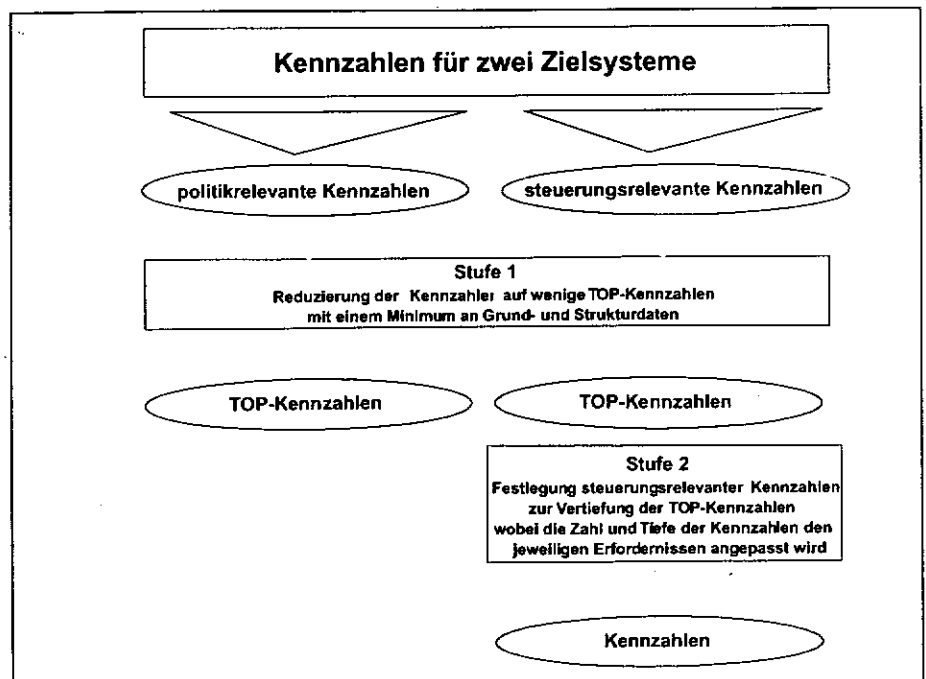 Kennzahlen für zwei Zielsysteme
politikrelevante Kennzahlen
steuerungsrelevante Kennzahlen
Stufe 1
Reduzierung der Kennzahler auf wenige TOP-Kennzahlen
mit einem Minimum an Grund- und Strukturdaten
TOP-Kennzahlen
TOP-Kennzahlen
Stufe 2
Festlegung steuerungsrelevanter Kennzahlen
zur Vertiefung der TOP-Kennzahlen
wobei die Zahl und Tiefe der Kennzahlen den
jeweiligen Erfordernissen angepasst wird
Kennzahlen